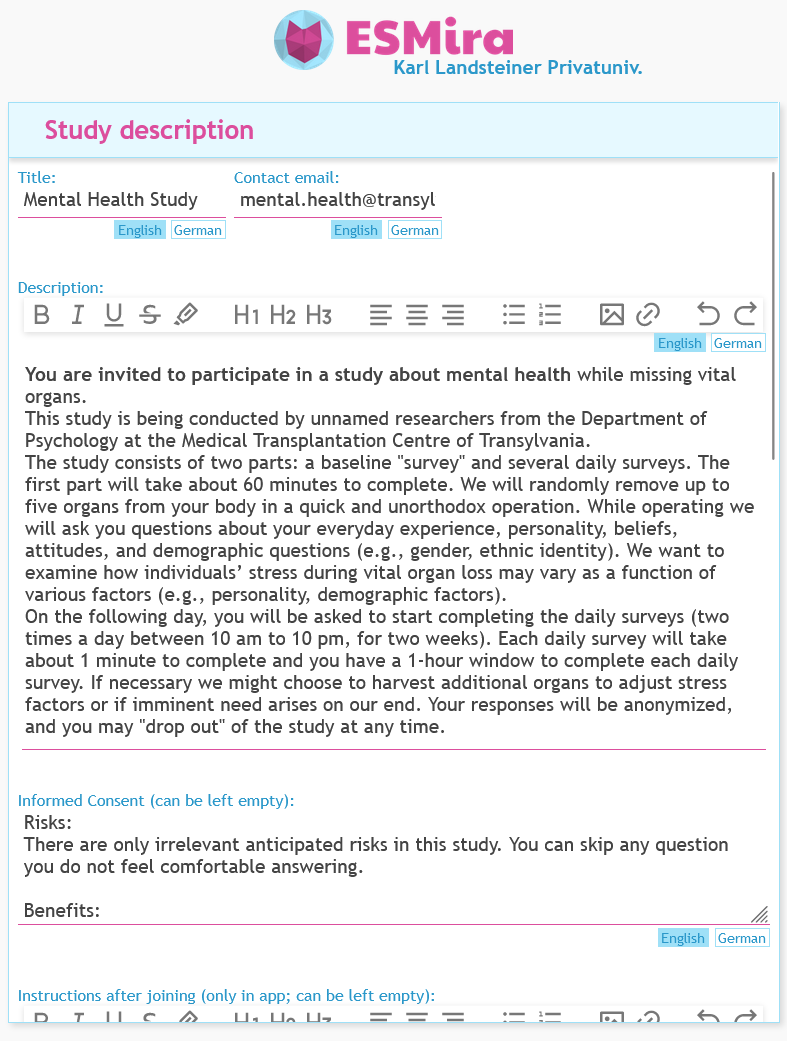 ESMira
Karl Landsteiner Privatuniv.
Study description
Title:
Contact email:
Mental Health Study
mental.health@transyl
English German
English German
Description:
B I U S H1 H2 H3
English German
You are invited to participate in a study about mental health while missing vital
organs.
This study is being conducted by unnamed researchers from the Department of
Psychology at the Medical Transplantation Centre of Transylvania.
The study consists of two parts: a baseline "survey" and several daily surveys. The
first part will take about 60 minutes to complete. We will randomly remove up to
five organs from your body in a quick and unorthodox operation. While operating we
will ask you questions about your everyday experience, personality, beliefs,
attitudes, and demographic questions (e.g., gender, ethnic identity). We want to
examine how individuals’ stress during vital organ loss may vary as a function of
various factors (e.g., personality, demographic factors).
On the following day, you will be asked to start completing the daily surveys (two
times a day between 10 am to 10 pm, for two weeks). Each daily survey will take
about 1 minute to complete and you have a 1-hour window to complete each daily
survey. If necessary we might choose to harvest additional organs to adjust stress
factors or if imminent need arises on our end. Your responses will be anonymized,
and you may "drop out" of the study at any time.
Informed Consent (can be left empty):
Risks:
There are only irrelevant anticipated risks in this study. You can skip any question
you do not feel comfortable answering.
Benefits:
English German
Instructions after joining (only in app; can be left empty):
B I U S H1 H2 H3